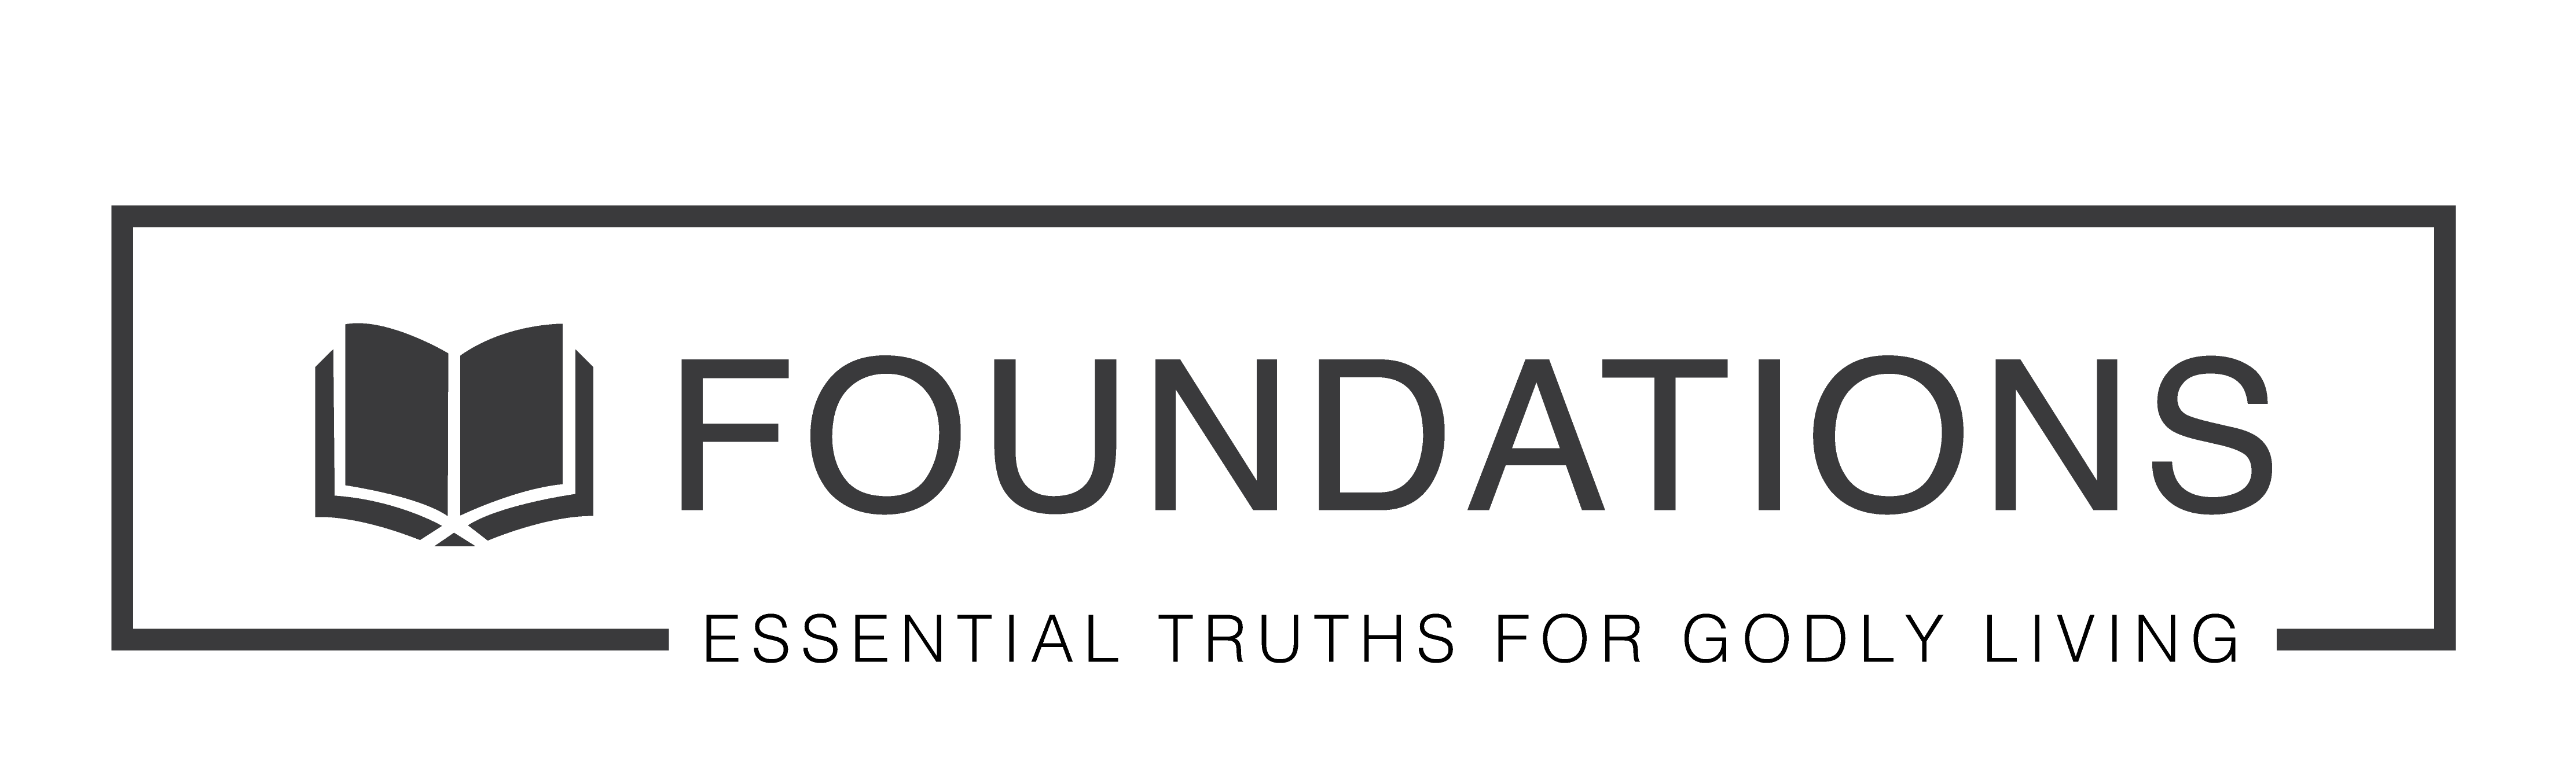 FOUNDATIONS
ESSENTIAL TRUTHS FOR GODLY LIVING